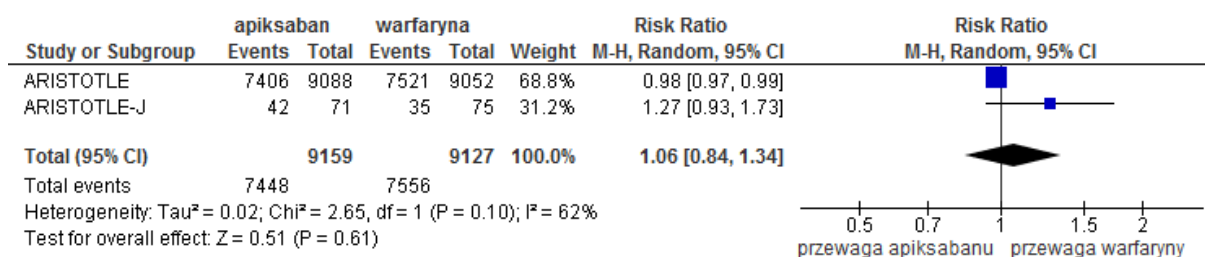 apiksaban warfaryna Risk Ratio Risk Ratio
Study or Subgroup Events Total Events Total Weight M-H, Random, 95% CI M-H, Random, 95% CI
ARISTOTLE 7406 9088 7521 9052 68.8% 0.98 [0.97, 0.99]
ARISTOTLE-J 42 71 35 75 31.2% 1.27 [0.93, 1.73]
Total (95% CI) 9159 9127 100.0% 1.06 [0.84, 1.34]
Total events 7448 7556
Heterogeneity: Tau² = 0.02; Chi² = 2.65, df = 1 (P = 0.10); I² = 62%
Test for overall effect: Z = 0.51 (P = 0.61)
0.5 0.7 1 1.5 2
przewaga apiksabanu przewaga warfaryny